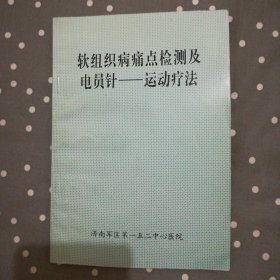 软组织病痛点检测及
电员针——运动疗法
济南军区第一五二中心医院